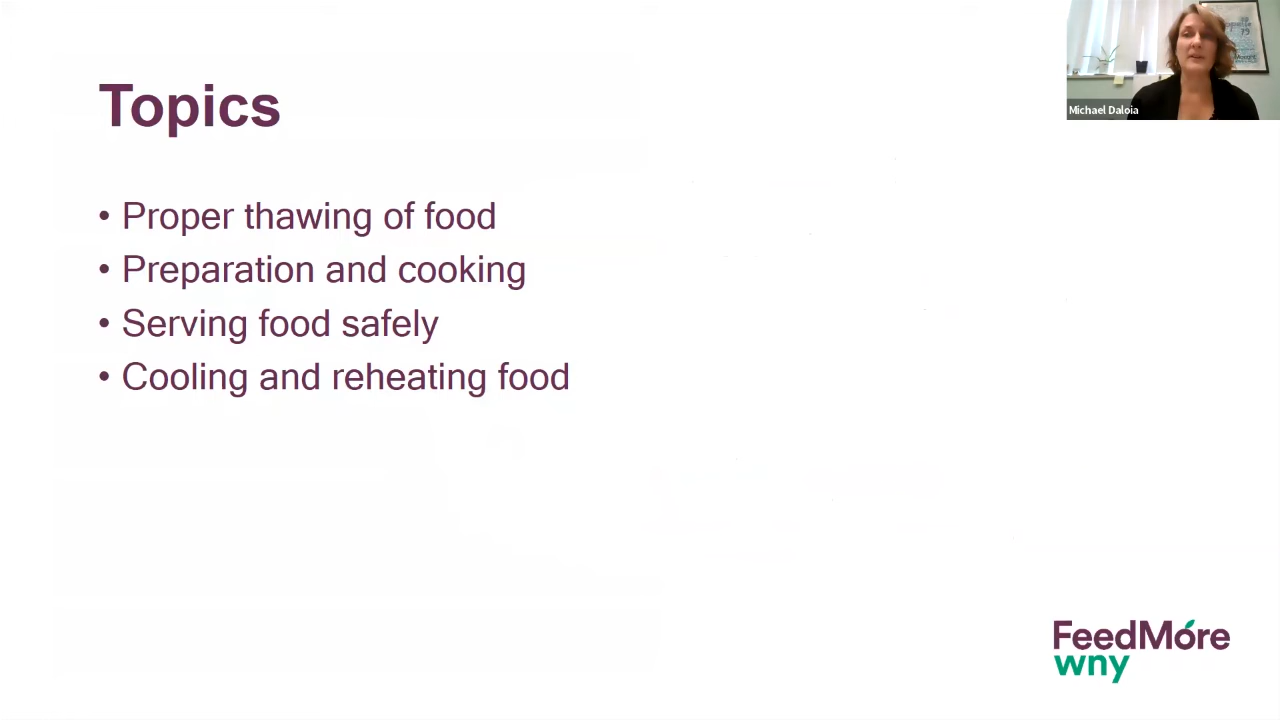 Topics
• Proper thawing of food
• Preparation and cooking
• Serving food safely
• Cooling and reheating food
Michael Daloia
FeedMore
wny